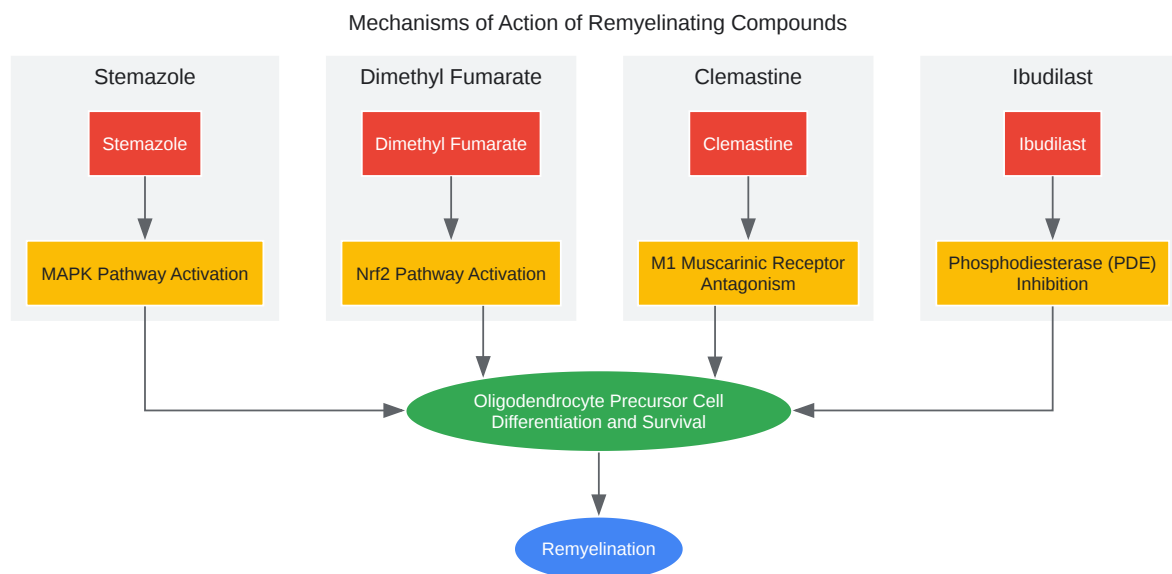 Mechanisms of Action of Remyelinating Compounds
Stemazole
Dimethyl Fumarate
Clemastine
Ibudilast
Stemazole
Dimethyl Fumarate
Clemastine
Ibudilast
MAPK Pathway Activation
Nrf2 Pathway Activation
M1 Muscarinic Receptor
Antagonism
Phosphodiesterase (PDE)
Inhibition
Oligodendrocyte Precursor Cell
Differentiation and Survival
Remyelination